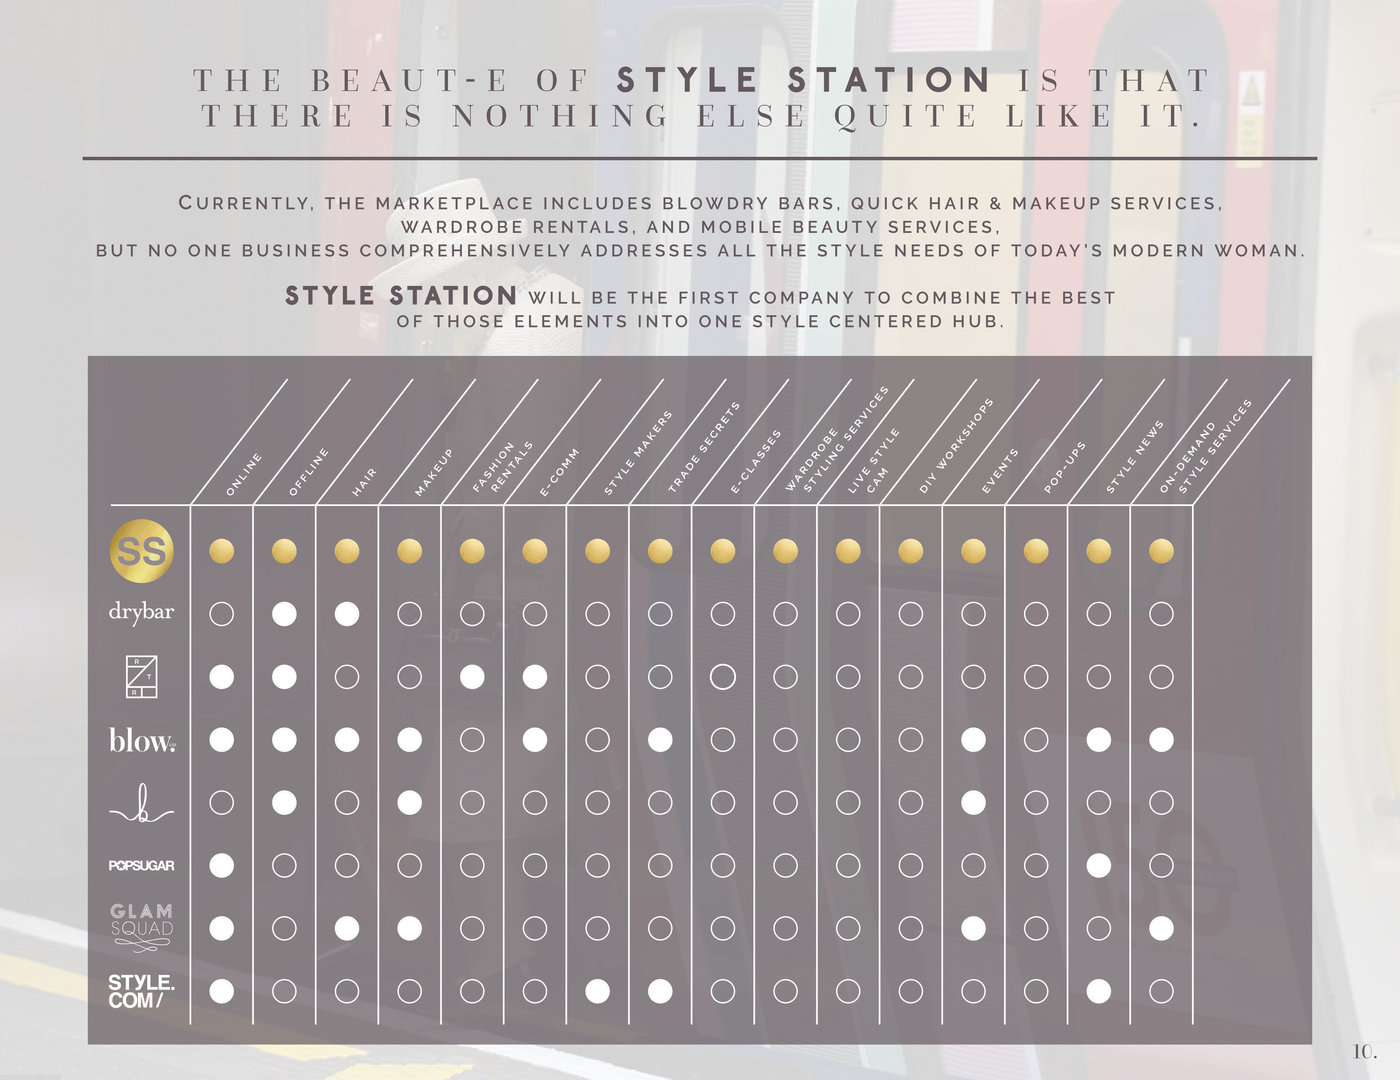 THE BEAUT-E OF STYLE STATION IS THAT
THERE IS NOTHING ELSE QUITE LIKE IT.
CURRENTLY, THE MARKETPLACE INCLUDES BLOWDRY BARS, QUICK HAIR & MAKEUP SERVICES,
WARDROBE RENTALS, AND MOBILE BEAUTY SERVICES,
BUT NO ONE BUSINESS COMPREHENSIVELY ADDRESSES ALL THE STYLE NEEDS OF TODAY'S MODERN WOMAN.
STYLE STATION WILL BE THE FIRST COMPANY TO COMBINE THE BEST
OF THOSE ELEMENTS INTO ONE STYLE CENTERED HUB.
ONLINE
OFFLINE
HAIR
MAKEUP
FASHION
RENTALS
E-COMM
STYLE MAKERS
TRADE SECRETS
E-CLASSES
WARDROBE
STYLING SERVICES
LIVE STYLE
CAM
DIY WORKSHOPS
EVENTS
POP-UPS
STYLE NEWS
ON-DEMAND
STYLE SERVICES
SS
drybar
R
T
R
blow.
b
POPSUGAR
GLAM
SQUAD
STYLE.
COM/
10.